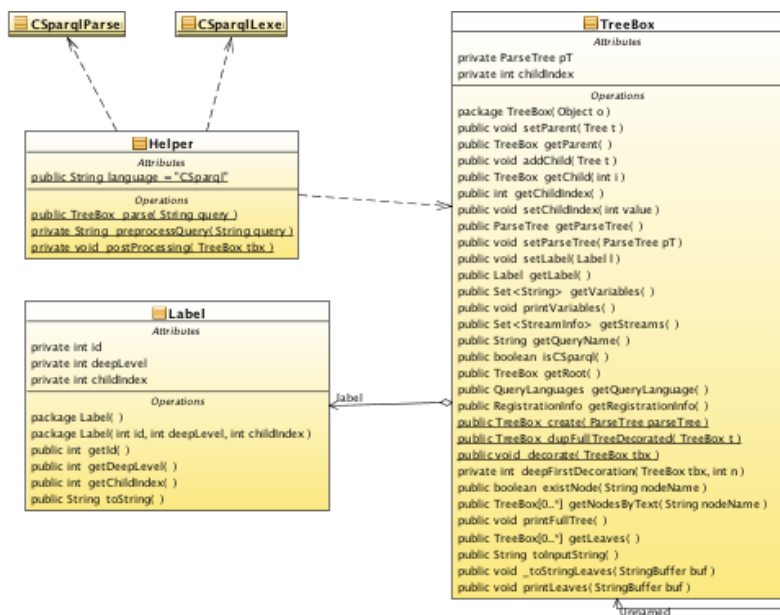 CSparqlParse
CSparqlLexe
TreeBox
Attributes
private ParseTree pT
private int childIndex
Operations
package TreeBox( Object o )
public void setParent( Tree t )
public TreeBox getParent( )
public void addChild( Tree t )
public TreeBox getChild( int i )
public int getChildIndex( )
public void setChildIndex( int value )
public ParseTree getParseTree( )
public void setParseTree( ParseTree pT )
public void setLabel( Label l )
public Label getLabel( )
public Set<String> getVariables( )
public void printVariables( )
public Set<StreamInfo> getStreams( )
public String getQueryName( )
public boolean isCSparql( )
public TreeBox getRoot( )
public QueryLanguages getQueryLanguage( )
public RegistrationInfo getRegistrationInfo( )
public TreeBox create( ParseTree parseTree )
public TreeBox dupFullTreeDecorated( TreeBox t )
public void decorate( TreeBox tbx )
private int deepFirstDecoration( TreeBox tbx, int n )
public boolean existNode( String nodeName )
public TreeBox[0..*] getNodesByText( String nodeName )
public void printFullTree( )
public TreeBox[0..*] getLeaves( )
public String toInputString( )
public void _toStringLeaves( StringBuffer buf )
public void printLeaves( StringBuffer buf )
Helper
Attributes
public String language = "CSparql"
Operations
public TreeBox parse( String query )
private String preprocessQuery( String query )
private void postProcessing( TreeBox tbx )
Label
Attributes
private int id
private int deepLevel
private int childIndex
Operations
package Label( )
package Label( int id, int deepLevel, int childIndex )
public int getId( )
public int getDeepLevel( )
public int getChildIndex( )
public String toString( )
label
Unnamed